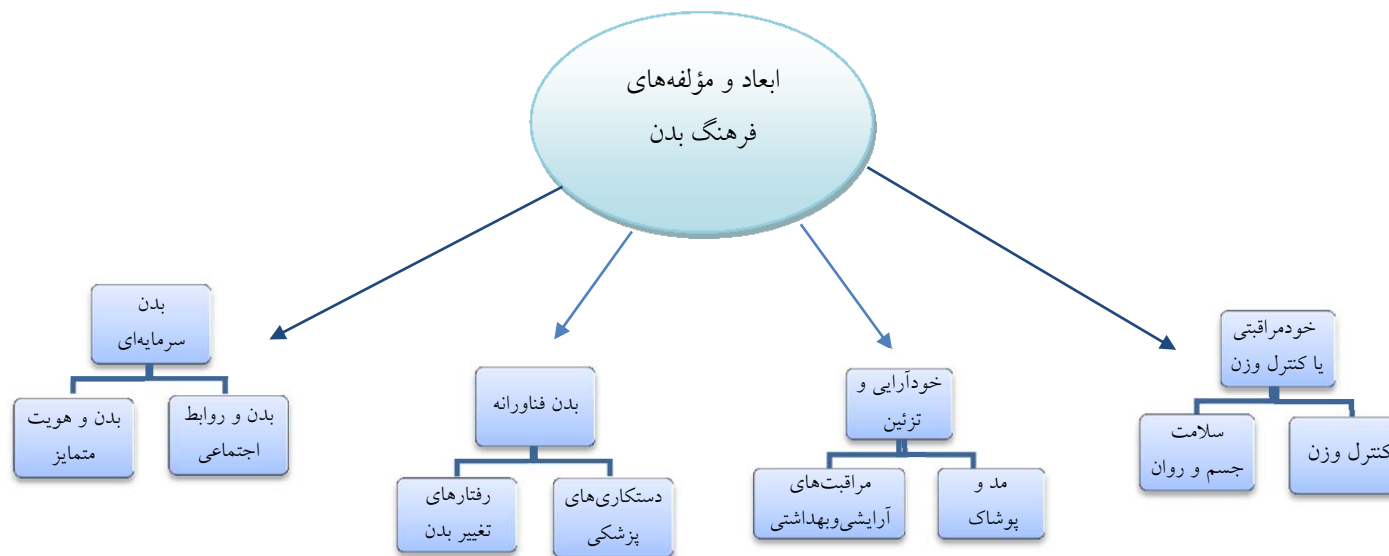 ابعاد و مؤلفه‌های
فرهنگ بدن
خودمراقبتی
یا کنترل وزن
کنترل وزن
سلامت
جسم و روان
خودآرایی و
تزئین
مد و
پوشاک
مراقبت‌های
آرایشی‌وبهداشتی
بدن فناورانه
دستکاری‌های
پزشکی
رفتارهای
تغییر بدن
بدن
سرمایه‌ای
بدن و روابط
اجتماعی
بدن و هویت
متمایز